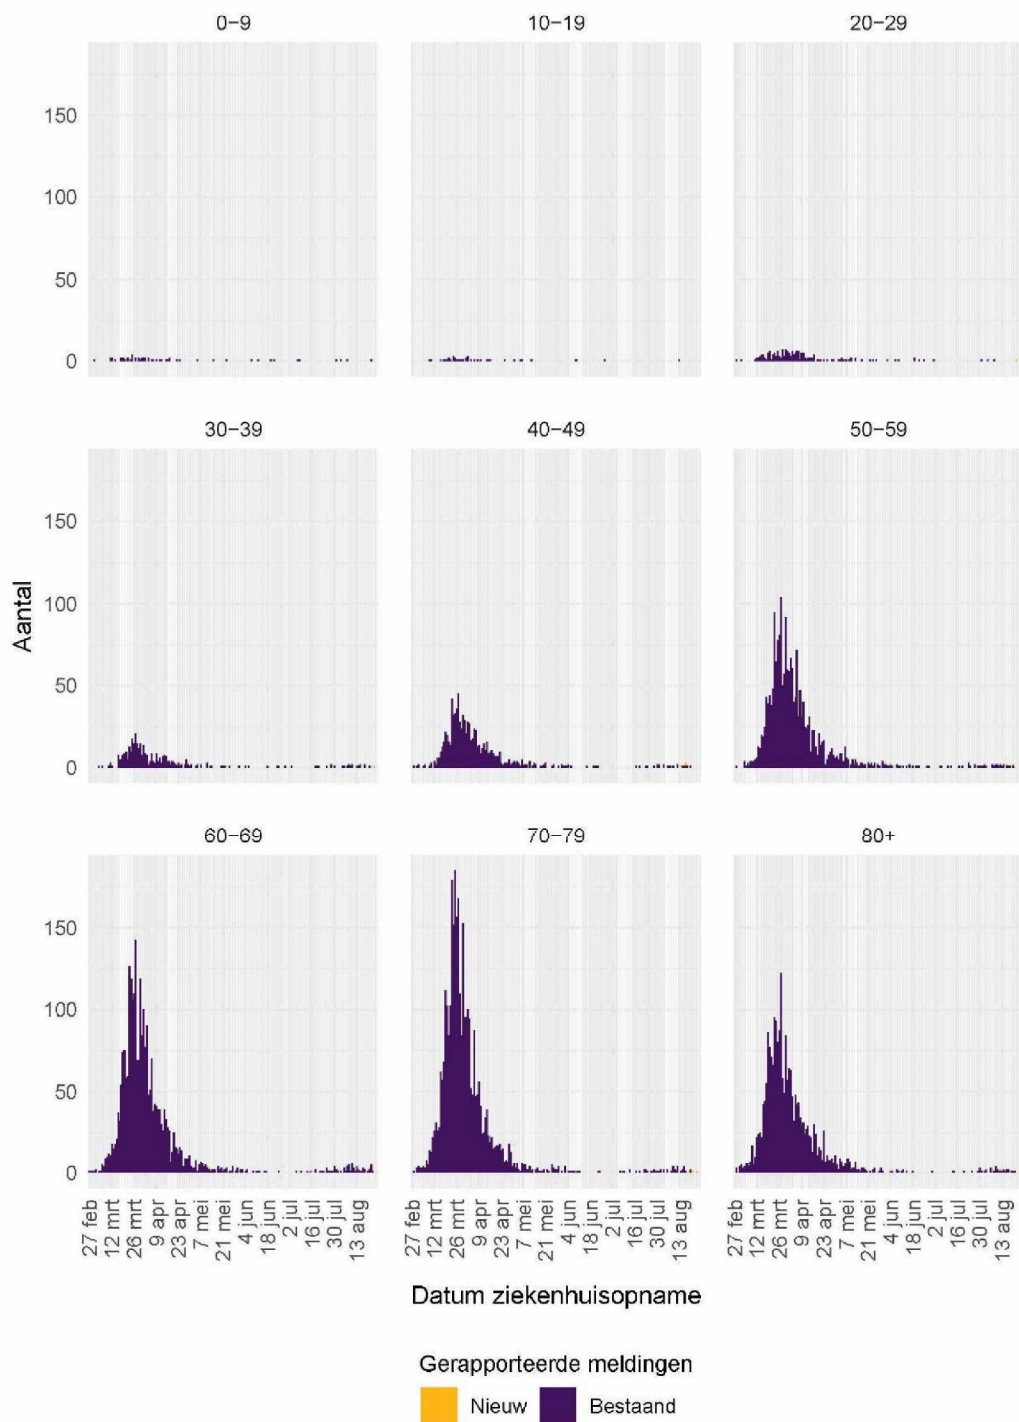 0−9 10−19 20−29
150
100
50
0
30−39 40−49 50−59
150
100
50
0
Aantal
60−69 70−79 80+
150
100
50
0
27 feb 12 mrt 26 mrt 9 apr 23 apr 7 mei 21 mei 4 jun 18 jun 2 jul 16 jul 30 jul 13 aug
27 feb 12 mrt 26 mrt 9 apr 23 apr 7 mei 21 mei 4 jun 18 jun 2 jul 16 jul 30 jul 13 aug
27 feb 12 mrt 26 mrt 9 apr 23 apr 7 mei 21 mei 4 jun 18 jun 2 jul 16 jul 30 jul 13 aug
Datum ziekenhuisopname
Gerapporteerde meldingen
Nieuw Bestaand